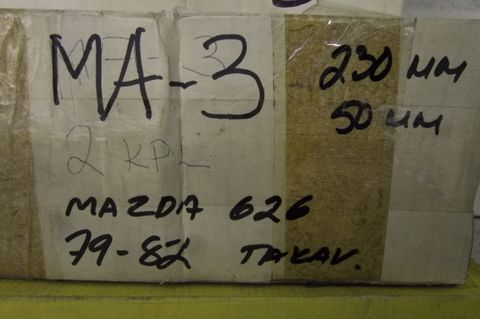 MA-3
230 MM
50 MM
2 KPL
MAZDA 626
79-82 TAKAV.